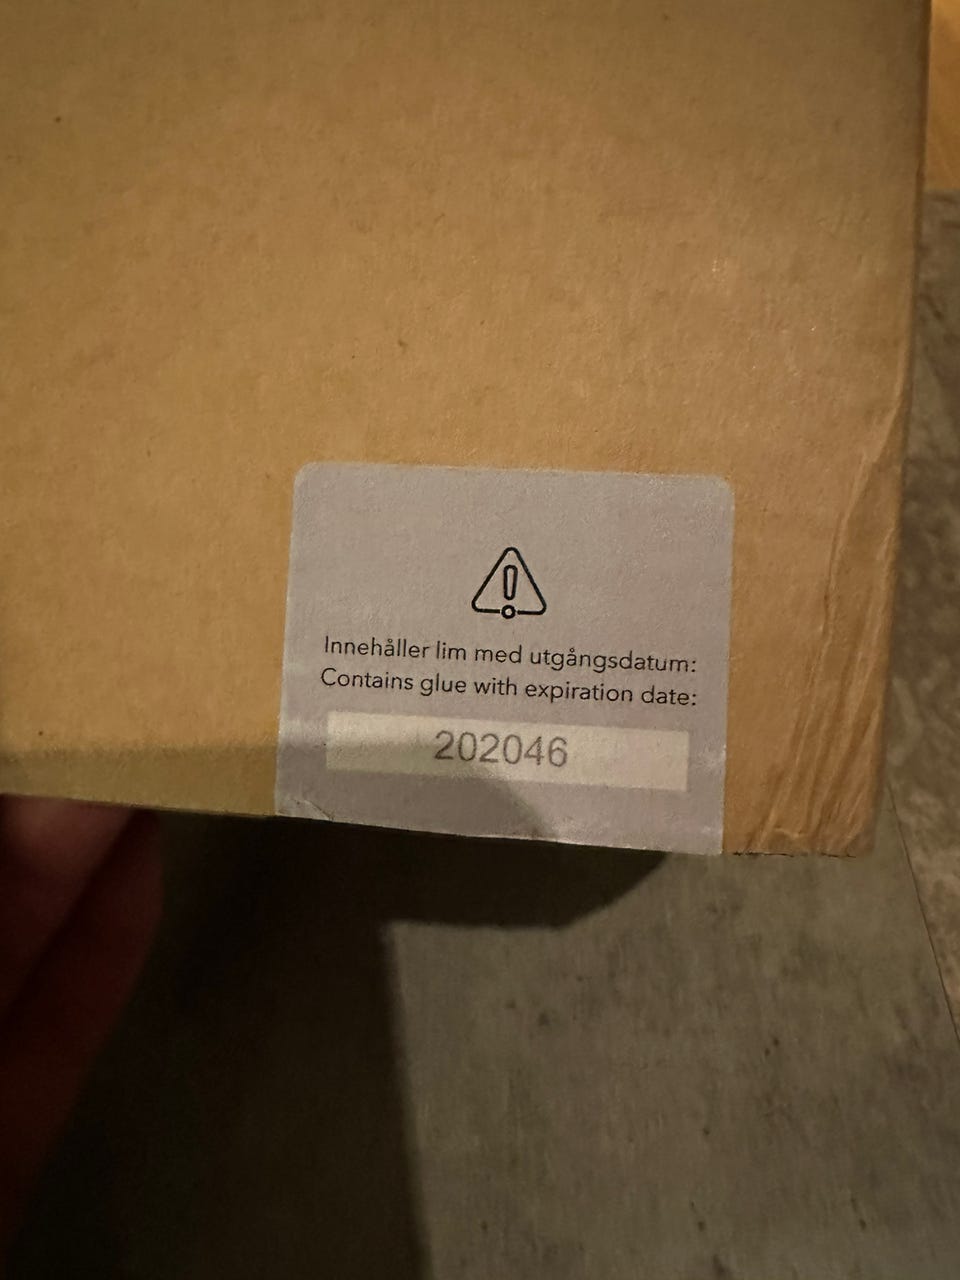 Innehåller lim med utgångsdatum:
Contains glue with expiration date:
202046